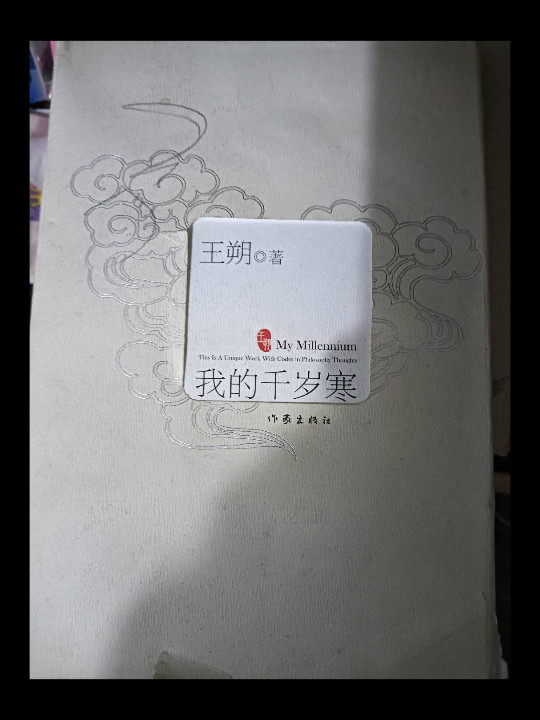 王朔◎著
My Millennium
This Is A Unique Work With Codes in Philosophy Thoughts
我的千岁寒
作家出版社